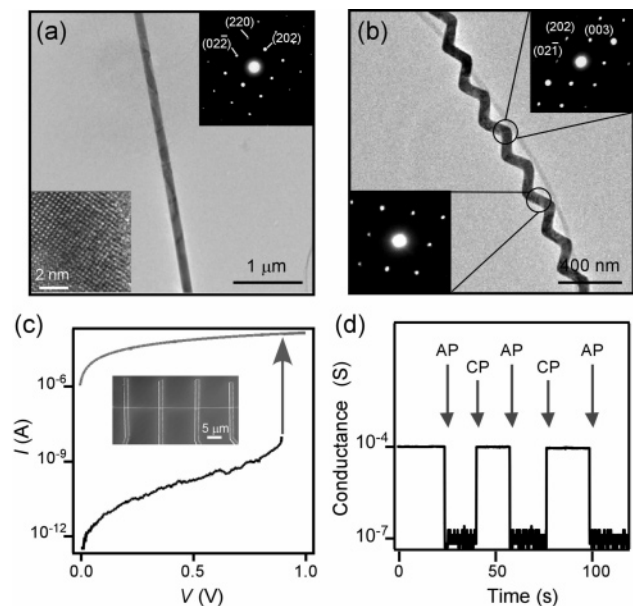 (a)
(220)
(02̅2̅) (202̅)
2 nm
1 μm
(b)
(202) (003)
(021̅)
400 nm
(c)
I (A)
10⁻⁶
10⁻⁹
10⁻¹²
5 μm
0.0 0.5 1.0
V (V)
(d)
AP AP AP
CP CP
Conductance (S)
10⁻⁴
10⁻⁷
0 50 100
Time (s)